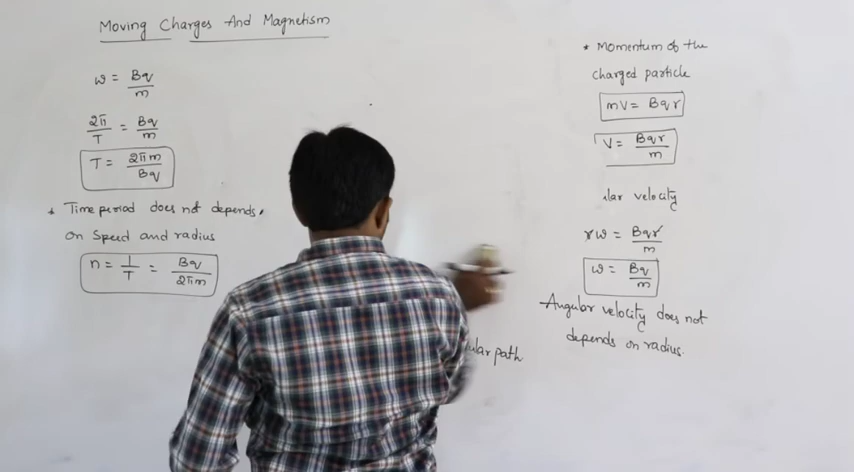 Moving Charges And Magnetism
ω = Bq/m
2π/T = Bq/m
T = 2πm/Bq
* Time period does not depends
on Speed and radius
n = 1/T = Bq/2πm
path
* Momentum of the
charged particle
mV = Bqr
V = Bqr/m
velocity
rω = Bqr/m
ω = Bq/m
Angular velocity does not
depends on radius.